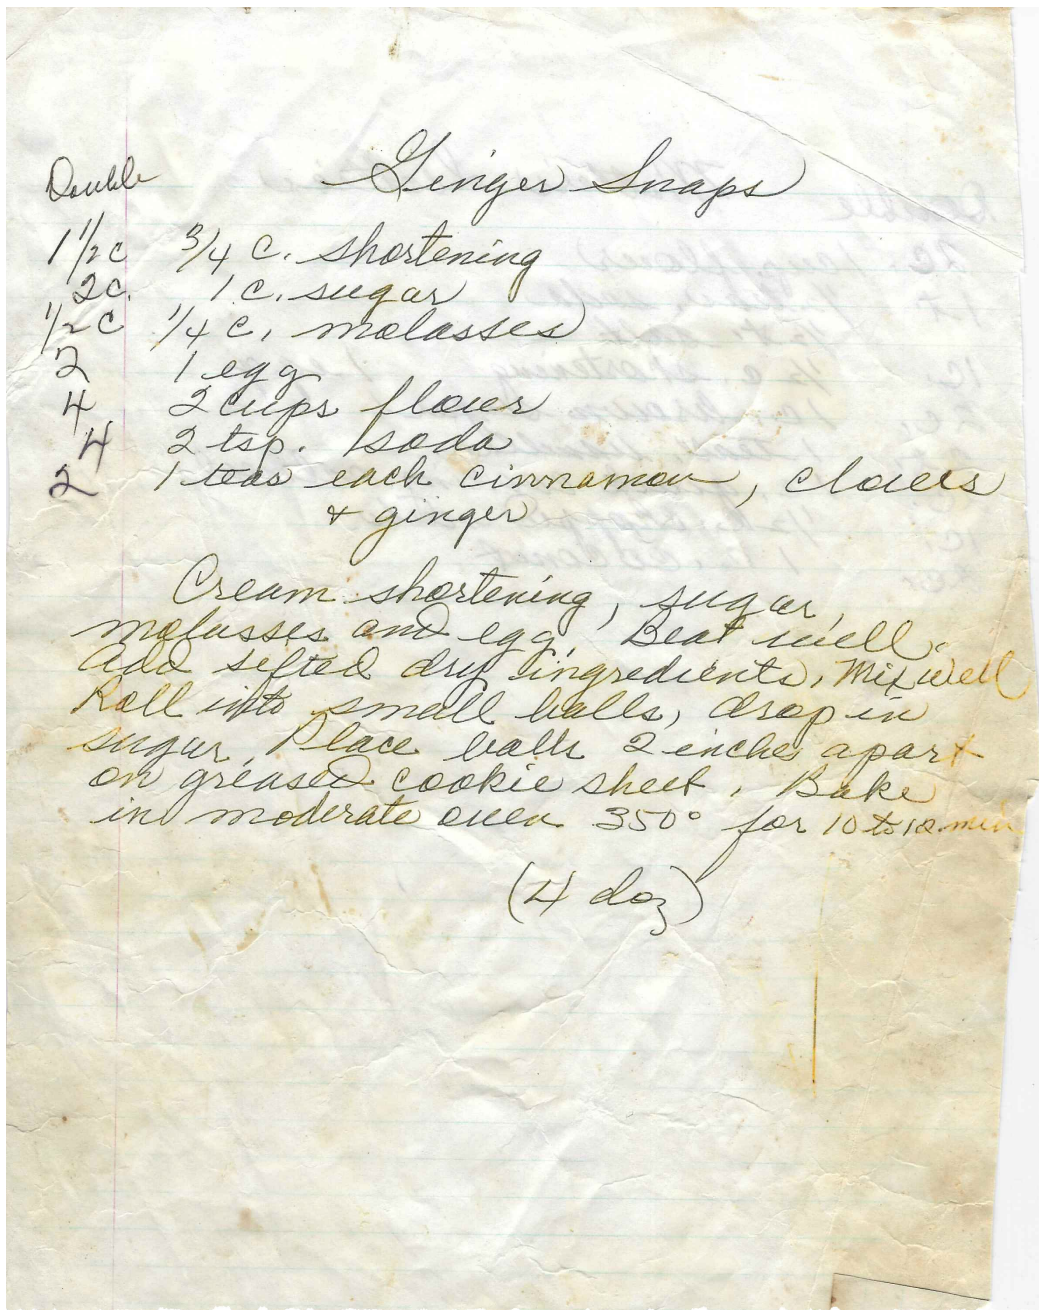 Double Ginger Snaps
1 1/2 c 3/4 c. shortening
2c. 1 c. sugar
1/2 c 1/4 c. molasses
2 1 egg
4 2 cups flour
4 2 tsp. soda
2 1 teas each cinnamon, cloves
+ ginger
Cream shortening, sugar,
molasses and egg. Beat well.
Add sifted dry ingredients, Mix well
Roll into small balls, drop in
sugar, Place balls 2 inches apart
on greased cookie sheet. Bake
in moderate oven 350° for 10 to 12 min
(4 doz)